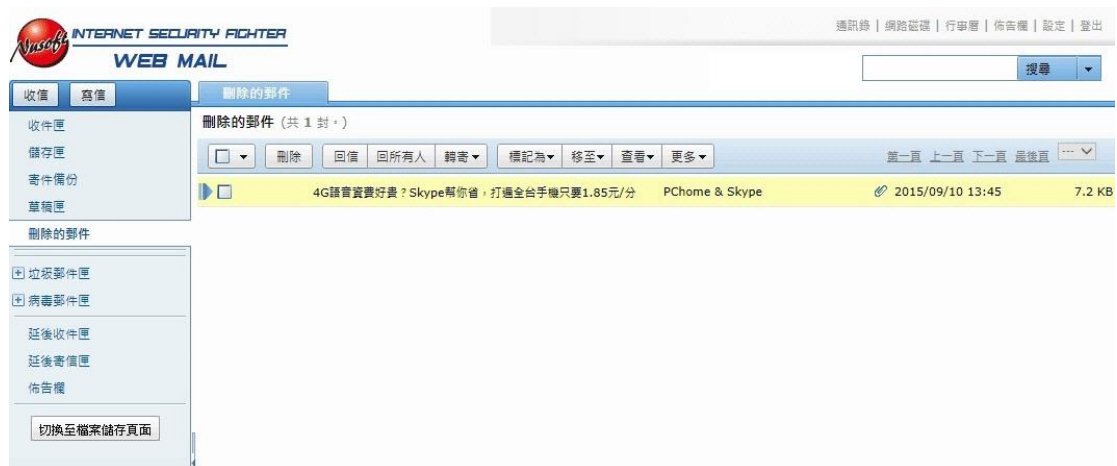 Nusoft INTERNET SECURITY FIGHTER
WEB MAIL
通訊錄 | 網路磁碟 | 行事曆 | 佈告欄 | 設定 | 登出
搜尋
收信 寫信
刪除的郵件
收件匣
儲存匣
寄件備份
草稿匣
刪除的郵件
垃圾郵件匣
病毒郵件匣
延後收件匣
延後寄信匣
佈告欄
切換至檔案儲存頁面
刪除的郵件 (共 1 封。)
刪除 回信 回所有人 轉寄 標記為 移至 查看 更多 第一頁 上一頁 下一頁 最後頁 ---
4G語音資費好貴？Skype幫你省，打遍全台手機只要1.85元/分 PChome & Skype 2015/09/10 13:45 7.2 KB